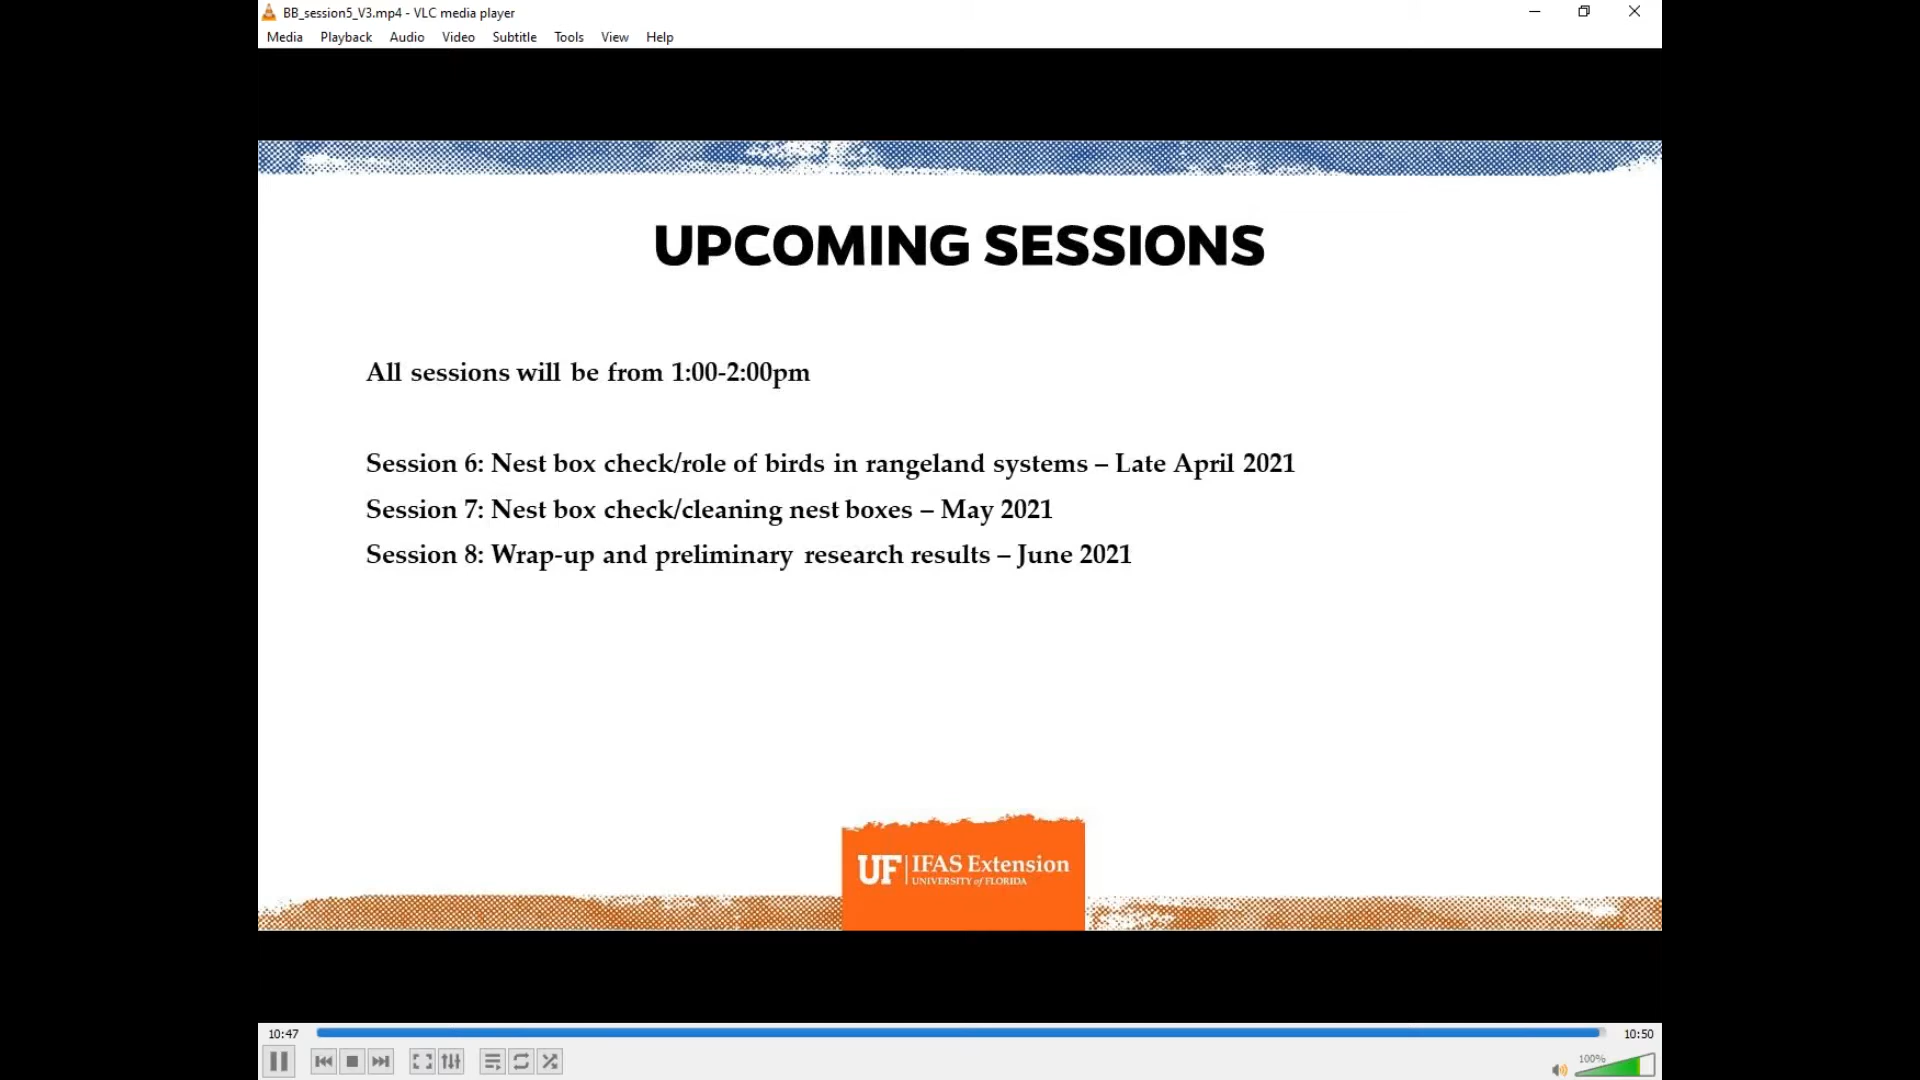 BB_session5_V3.mp4 - VLC media player
Media Playback Audio Video Subtitle Tools View Help
UPCOMING SESSIONS
All sessions will be from 1:00-2:00pm
Session 6: Nest box check/role of birds in rangeland systems – Late April 2021
Session 7: Nest box check/cleaning nest boxes – May 2021
Session 8: Wrap-up and preliminary research results – June 2021
UF IFAS Extension
UNIVERSITY of FLORIDA
10:47 10:50
100%